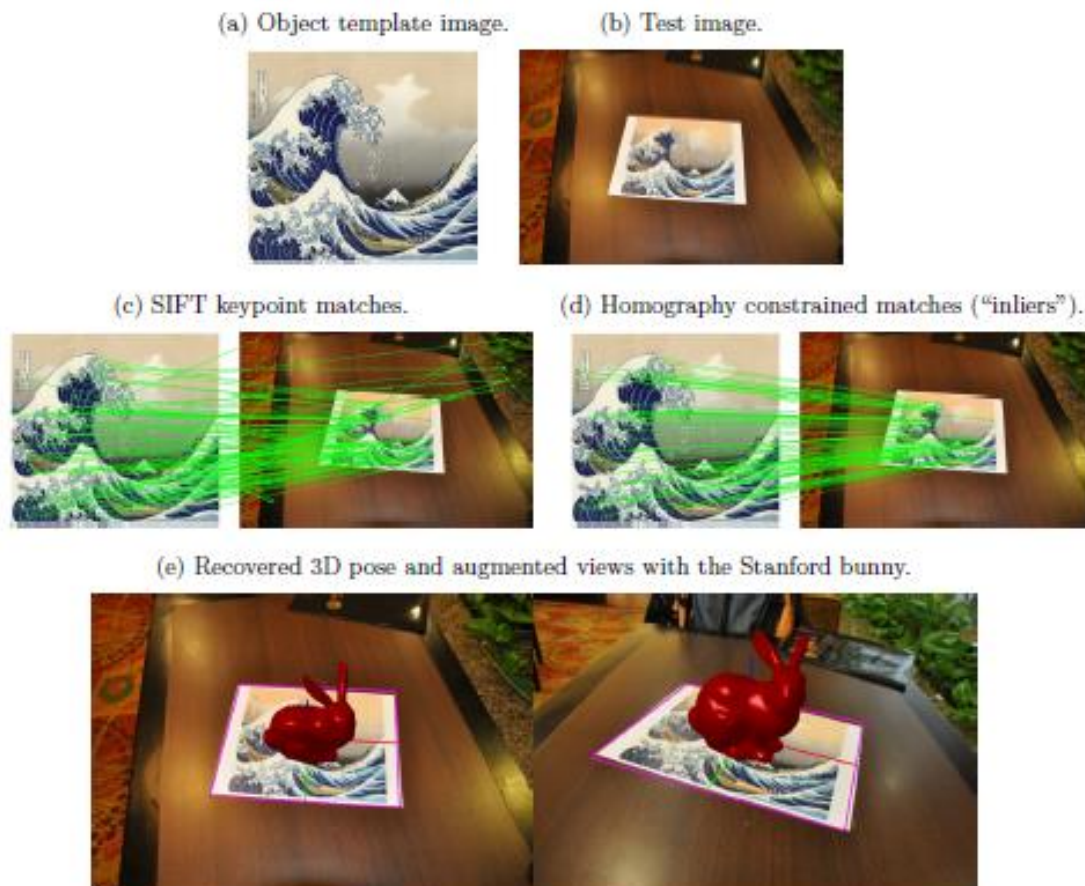 (a) Object template image.
(b) Test image.
(c) SIFT keypoint matches.
(d) Homography constrained matches (“inliers”).
(e) Recovered 3D pose and augmented views with the Stanford bunny.